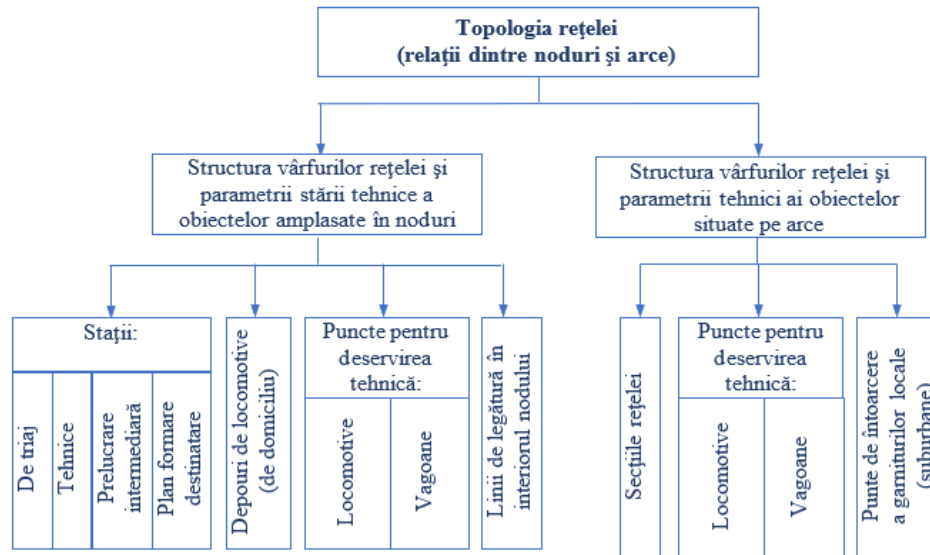 Topologia reţelei
(relaţii dintre noduri şi arce)
Structura vârfurilor reţelei şi
parametrii stării tehnice a
obiectelor amplasate în noduri
Structura vârfurilor reţelei şi
parametrii tehnici ai obiectelor
situate pe arce
Staţii:
De triaj
Tehnice
Prelucrare
intermediară
Plan formare
destinatare
Depouri de locomotive
(de domiciliu)
Puncte pentru
deservirea
tehnică:
Locomotive
Vagoane
Linii de legătură în
interiorul nodului
Secţiile reţelei
Puncte pentru
deservirea
tehnică:
Locomotive
Vagoane
Punte de întoarcere
a garniturilor locale
(suburbane)